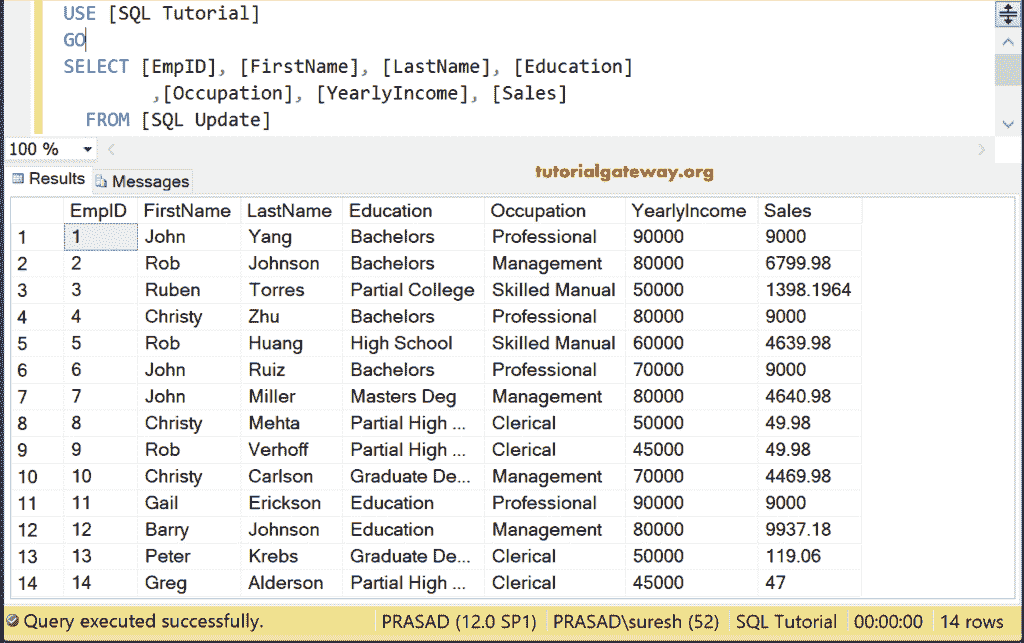 USE [SQL Tutorial]
GO
SELECT [EmpID], [FirstName], [LastName], [Education]
,[Occupation], [YearlyIncome], [Sales]
FROM [SQL Update]
100 %
tutorialgateway.org
Results Messages
EmpID FirstName LastName Education Occupation YearlyIncome Sales
1 1 John Yang Bachelors Professional 90000 9000
2 2 Rob Johnson Bachelors Management 80000 6799.98
3 3 Ruben Torres Partial College Skilled Manual 50000 1398.1964
4 4 Christy Zhu Bachelors Professional 80000 9000
5 5 Rob Huang High School Skilled Manual 60000 4639.98
6 6 John Ruiz Bachelors Professional 70000 9000
7 7 John Miller Masters Deg Management 80000 4640.98
8 8 Christy Mehta Partial High ... Clerical 50000 49.98
9 9 Rob Verhoff Partial High ... Clerical 45000 49.98
10 10 Christy Carlson Graduate De... Management 70000 4469.98
11 11 Gail Erickson Education Professional 90000 9000
12 12 Barry Johnson Education Management 80000 9937.18
13 13 Peter Krebs Graduate De... Clerical 50000 119.06
14 14 Greg Alderson Partial High ... Clerical 45000 47
Query executed successfully. PRASAD (12.0 SP1) PRASAD\suresh (52) SQL Tutorial 00:00:00 14 rows